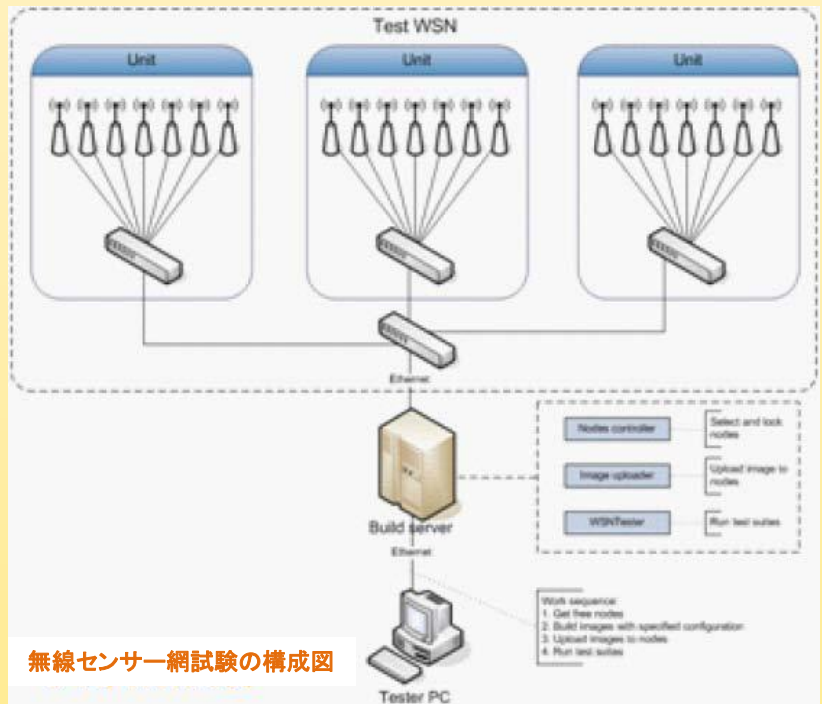 Test WSN
Unit
Unit
Unit
Ethernet
Nodes controller
Select and lock
nodes
Image uploader
Upload image to
nodes
WSNTester
Run test suties
Build server
Ethernet
Work sequence:
1. Get free nodes
2. Build images with specified configuration
3. Upload images to nodes
4. Run test suties
無線センサー網試験の構成図
Tester PC